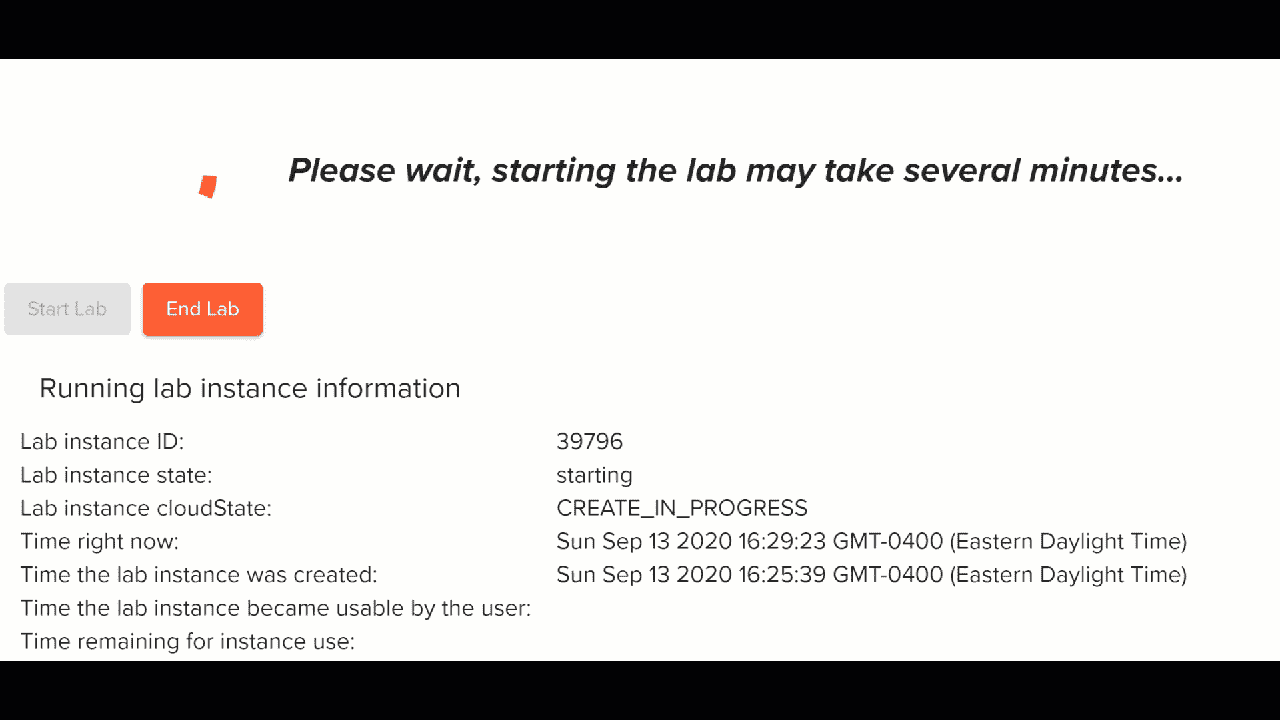 Please wait, starting the lab may take several minutes...
Start Lab End Lab
Running lab instance information
Lab instance ID: 39796
Lab instance state: starting
Lab instance cloudState: CREATE_IN_PROGRESS
Time right now: Sun Sep 13 2020 16:29:23 GMT-0400 (Eastern Daylight Time)
Time the lab instance was created: Sun Sep 13 2020 16:25:39 GMT-0400 (Eastern Daylight Time)
Time the lab instance became usable by the user:
Time remaining for instance use: